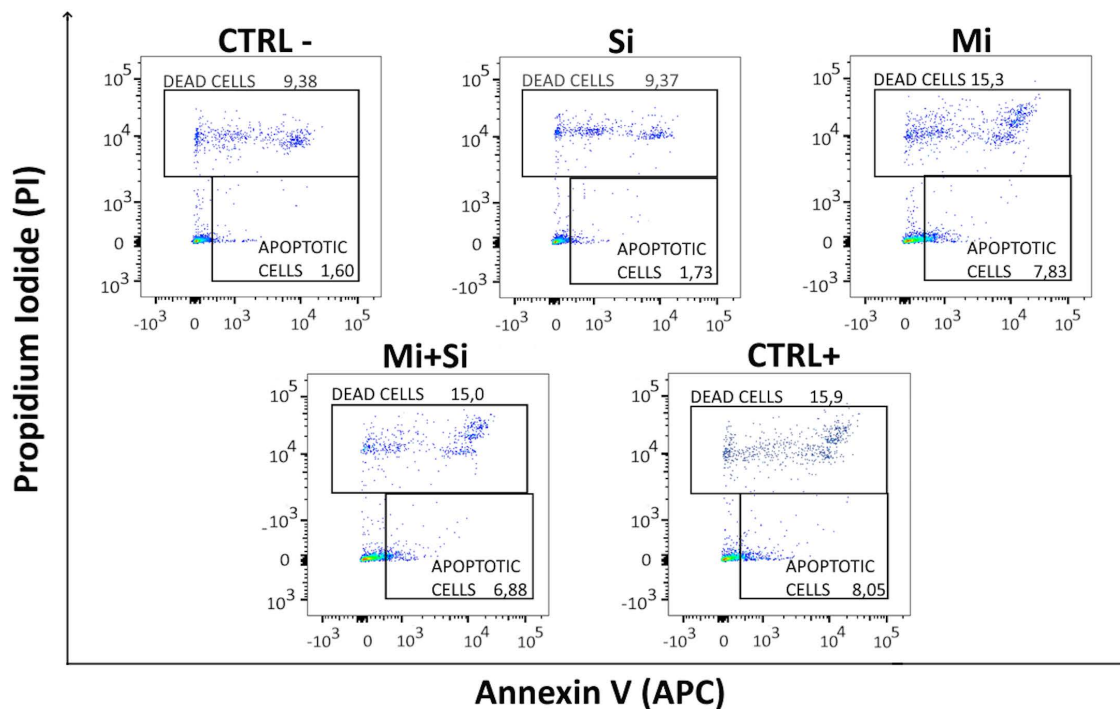 CTRL -
Si
Mi
10⁵
DEAD CELLS 9,38
10⁴
10³
0
10³
APOPTOTIC
CELLS 1,60
-10³ 0 10³ 10⁴ 10⁵
10⁵
DEAD CELLS 9,37
10⁴
10³
0
-10³
APOPTOTIC
CELLS 1,73
-10³ 0 10³ 10⁴ 10⁵
10⁵
DEAD CELLS 15,3
10⁴
10³
0
-10³
APOPTOTIC
CELLS 7,83
-10³ 0 10³ 10⁴ 10⁵
Mi+Si
CTRL+
10⁵
DEAD CELLS 15,0
10⁴
-10³
0
10³
APOPTOTIC
CELLS 6,88
-10³ 0 10³ 10⁴ 10⁵
10⁵
DEAD CELLS 15,9
10⁴
10³
0
-10³
APOPTOTIC
CELLS 8,05
-10³ 0 10³ 10⁴ 10⁵
Propidium Iodide (PI)
Annexin V (APC)